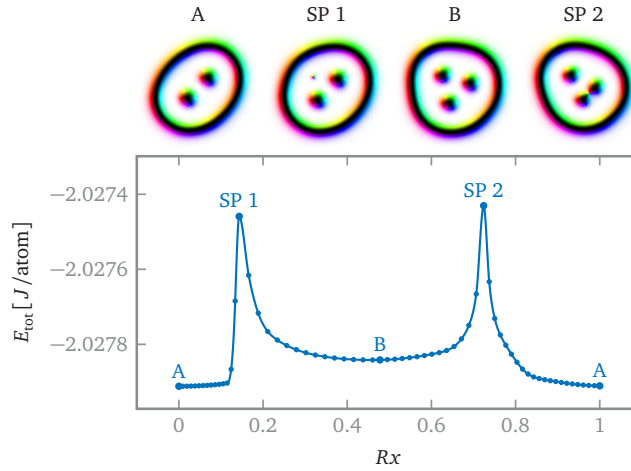 A SP 1 B SP 2
−2.0274
−2.0276
−2.0278
E_tot [J/atom]
SP 1
SP 2
A
B
A
0 0.2 0.4 0.6 0.8 1
Rx